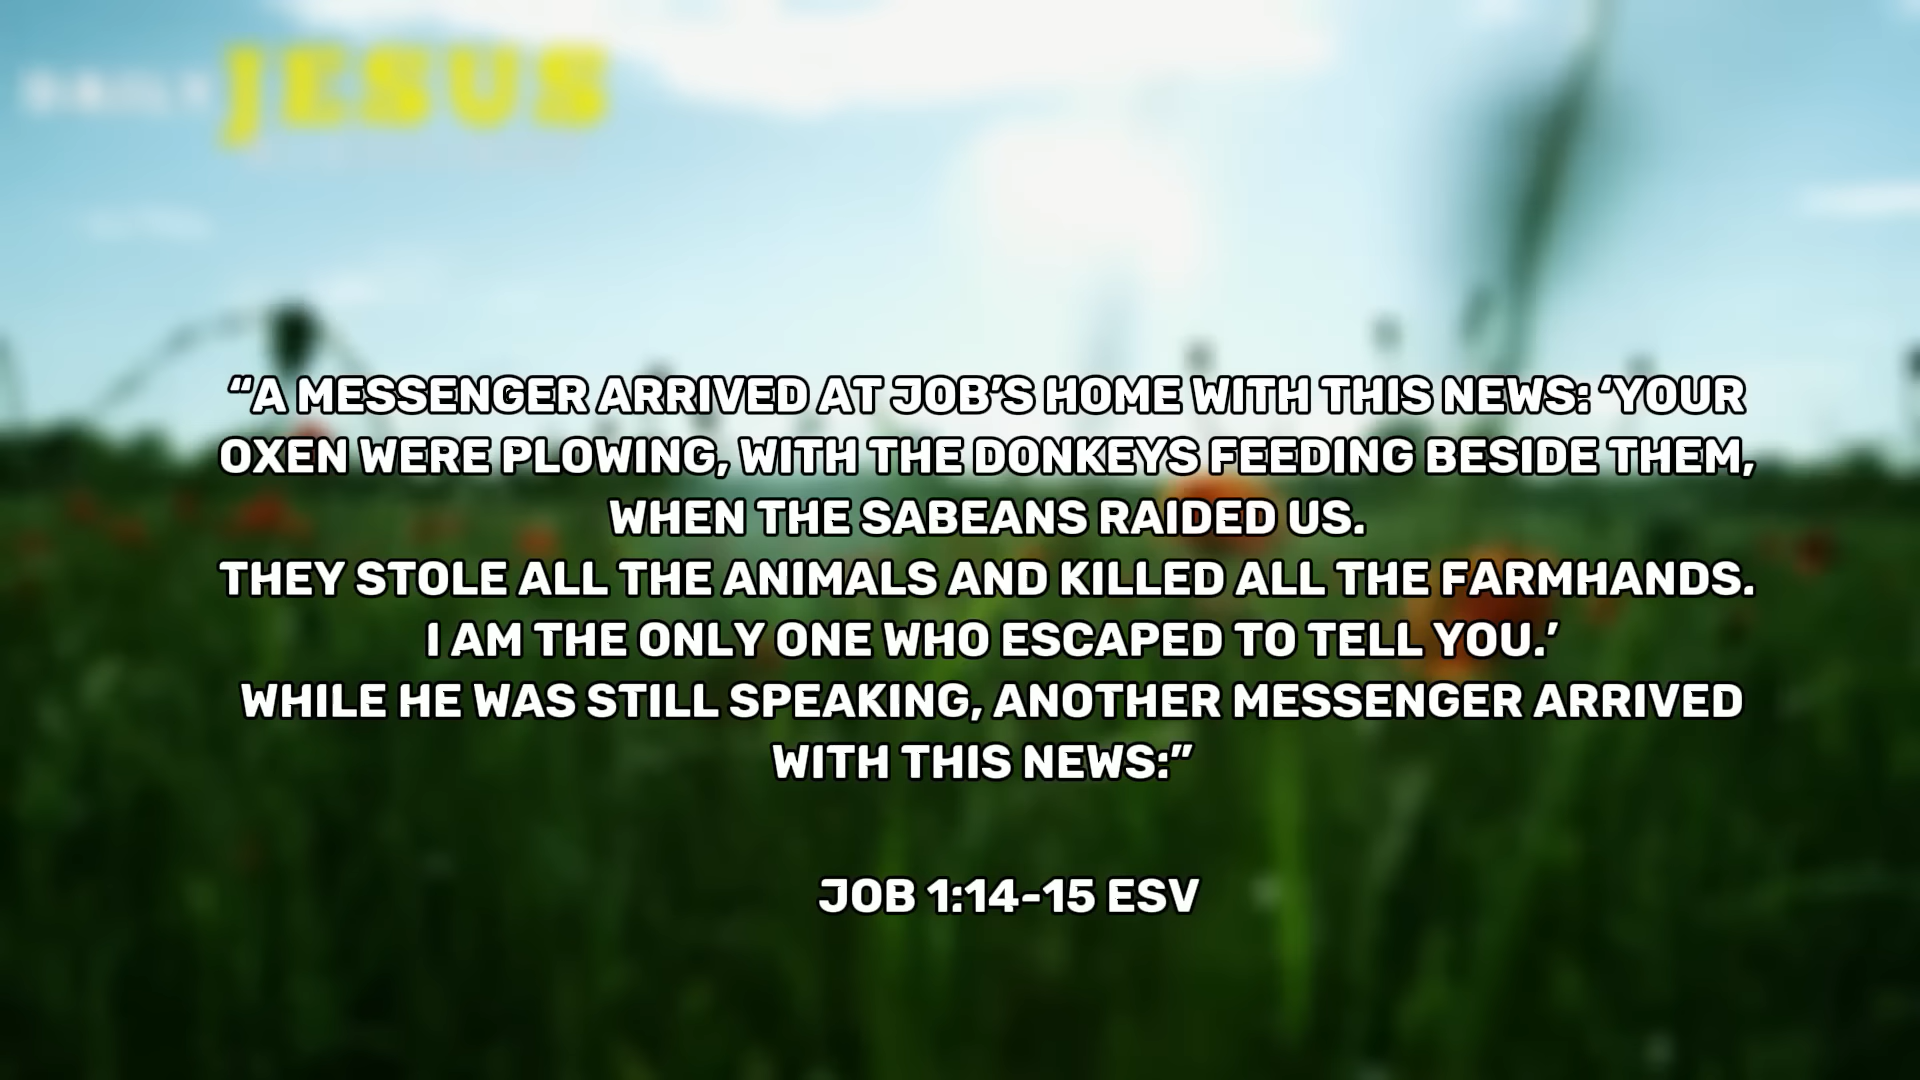 DAILY JESUS
“A MESSENGER ARRIVED AT JOB’S HOME WITH THIS NEWS: ‘YOUR
OXEN WERE PLOWING, WITH THE DONKEYS FEEDING BESIDE THEM,
WHEN THE SABEANS RAIDED US.
THEY STOLE ALL THE ANIMALS AND KILLED ALL THE FARMHANDS.
I AM THE ONLY ONE WHO ESCAPED TO TELL YOU.’
WHILE HE WAS STILL SPEAKING, ANOTHER MESSENGER ARRIVED
WITH THIS NEWS:”
JOB 1:14-15 ESV